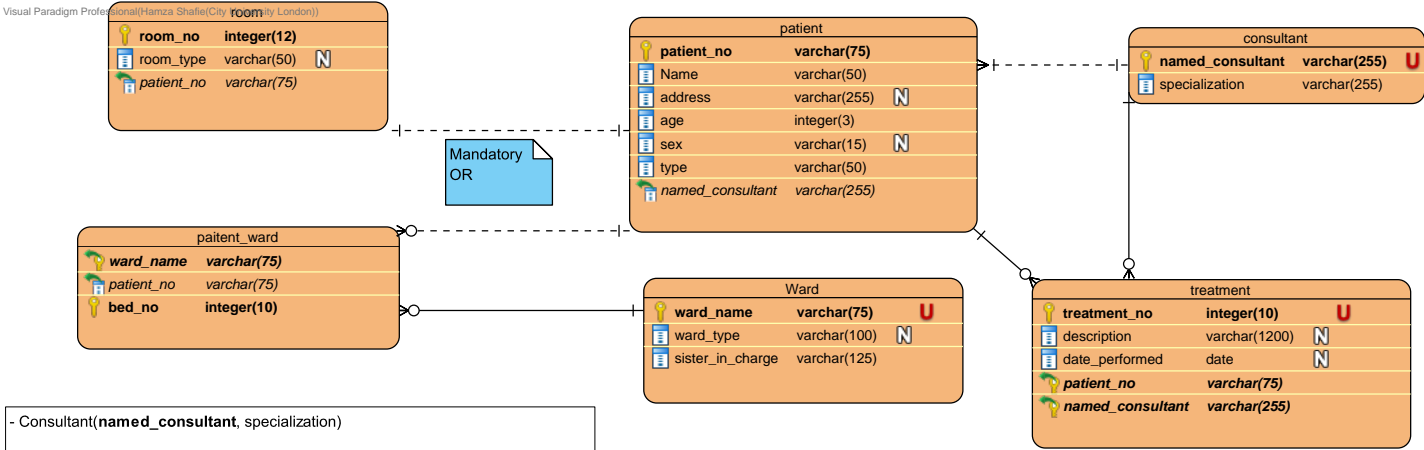 Visual Paradigm Professional(Hamza Shafie(City University London))
room
room_no integer(12)
room_type varchar(50) N
patient_no varchar(75)
patient
patient_no varchar(75)
Name varchar(50)
address varchar(255) N
age integer(3)
sex varchar(15) N
type varchar(50)
named_consultant varchar(255)
consultant
named_consultant varchar(255) U
specialization varchar(255)
Mandatory
OR
paitent_ward
ward_name varchar(75)
patient_no varchar(75)
bed_no integer(10)
Ward
ward_name varchar(75) U
ward_type varchar(100) N
sister_in_charge varchar(125)
treatment
treatment_no integer(10) U
description varchar(1200) N
date_performed date N
patient_no varchar(75)
named_consultant varchar(255)
- Consultant(named_consultant, specialization)